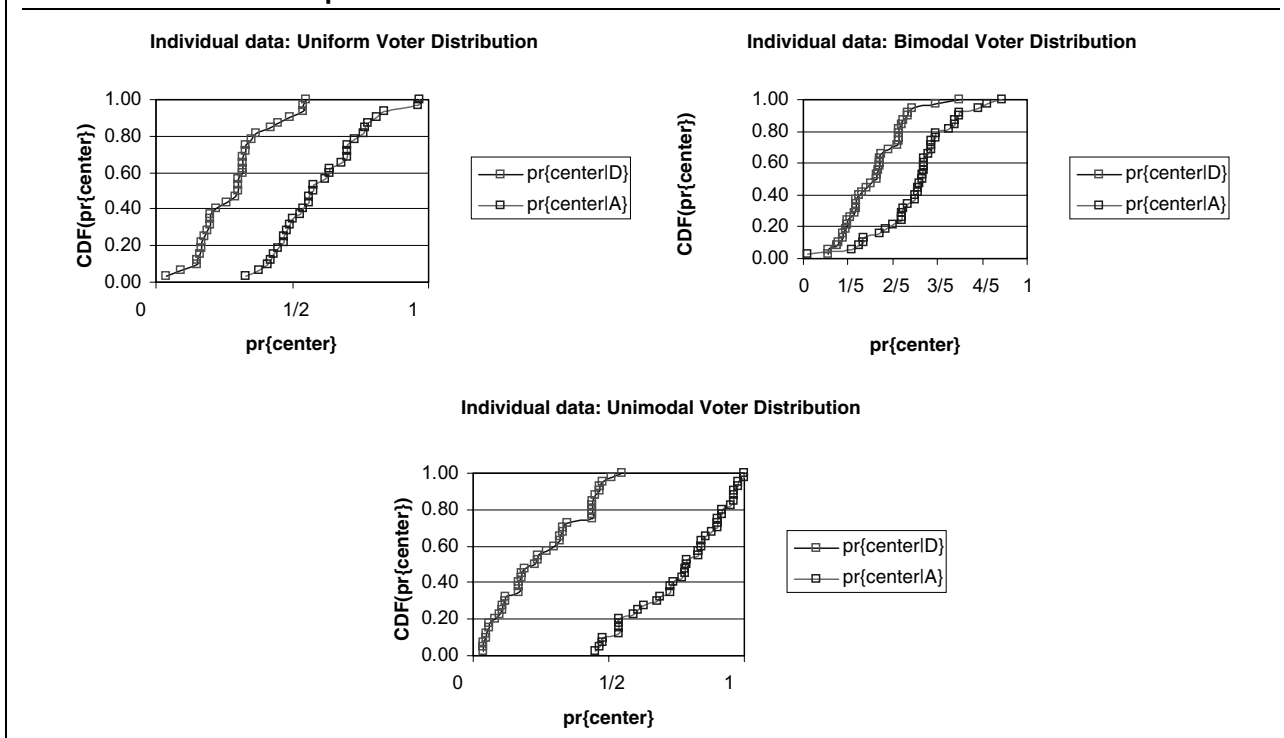 Individual data: Uniform Voter Distribution
CDF(pr{center})
1.00
0.80
0.60
0.40
0.20
0.00
0
1/2
1
pr{center}
pr{center|D}
pr{center|A}
Individual data: Bimodal Voter Distribution
CDF(pr{center})
1.00
0.80
0.60
0.40
0.20
0.00
0
1/5
2/5
3/5
4/5
1
pr{center}
pr{center|D}
pr{center|A}
Individual data: Unimodal Voter Distribution
CDF(pr{center})
1.00
0.80
0.60
0.40
0.20
0.00
0
1/2
1
pr{center}
pr{center|D}
pr{center|A}